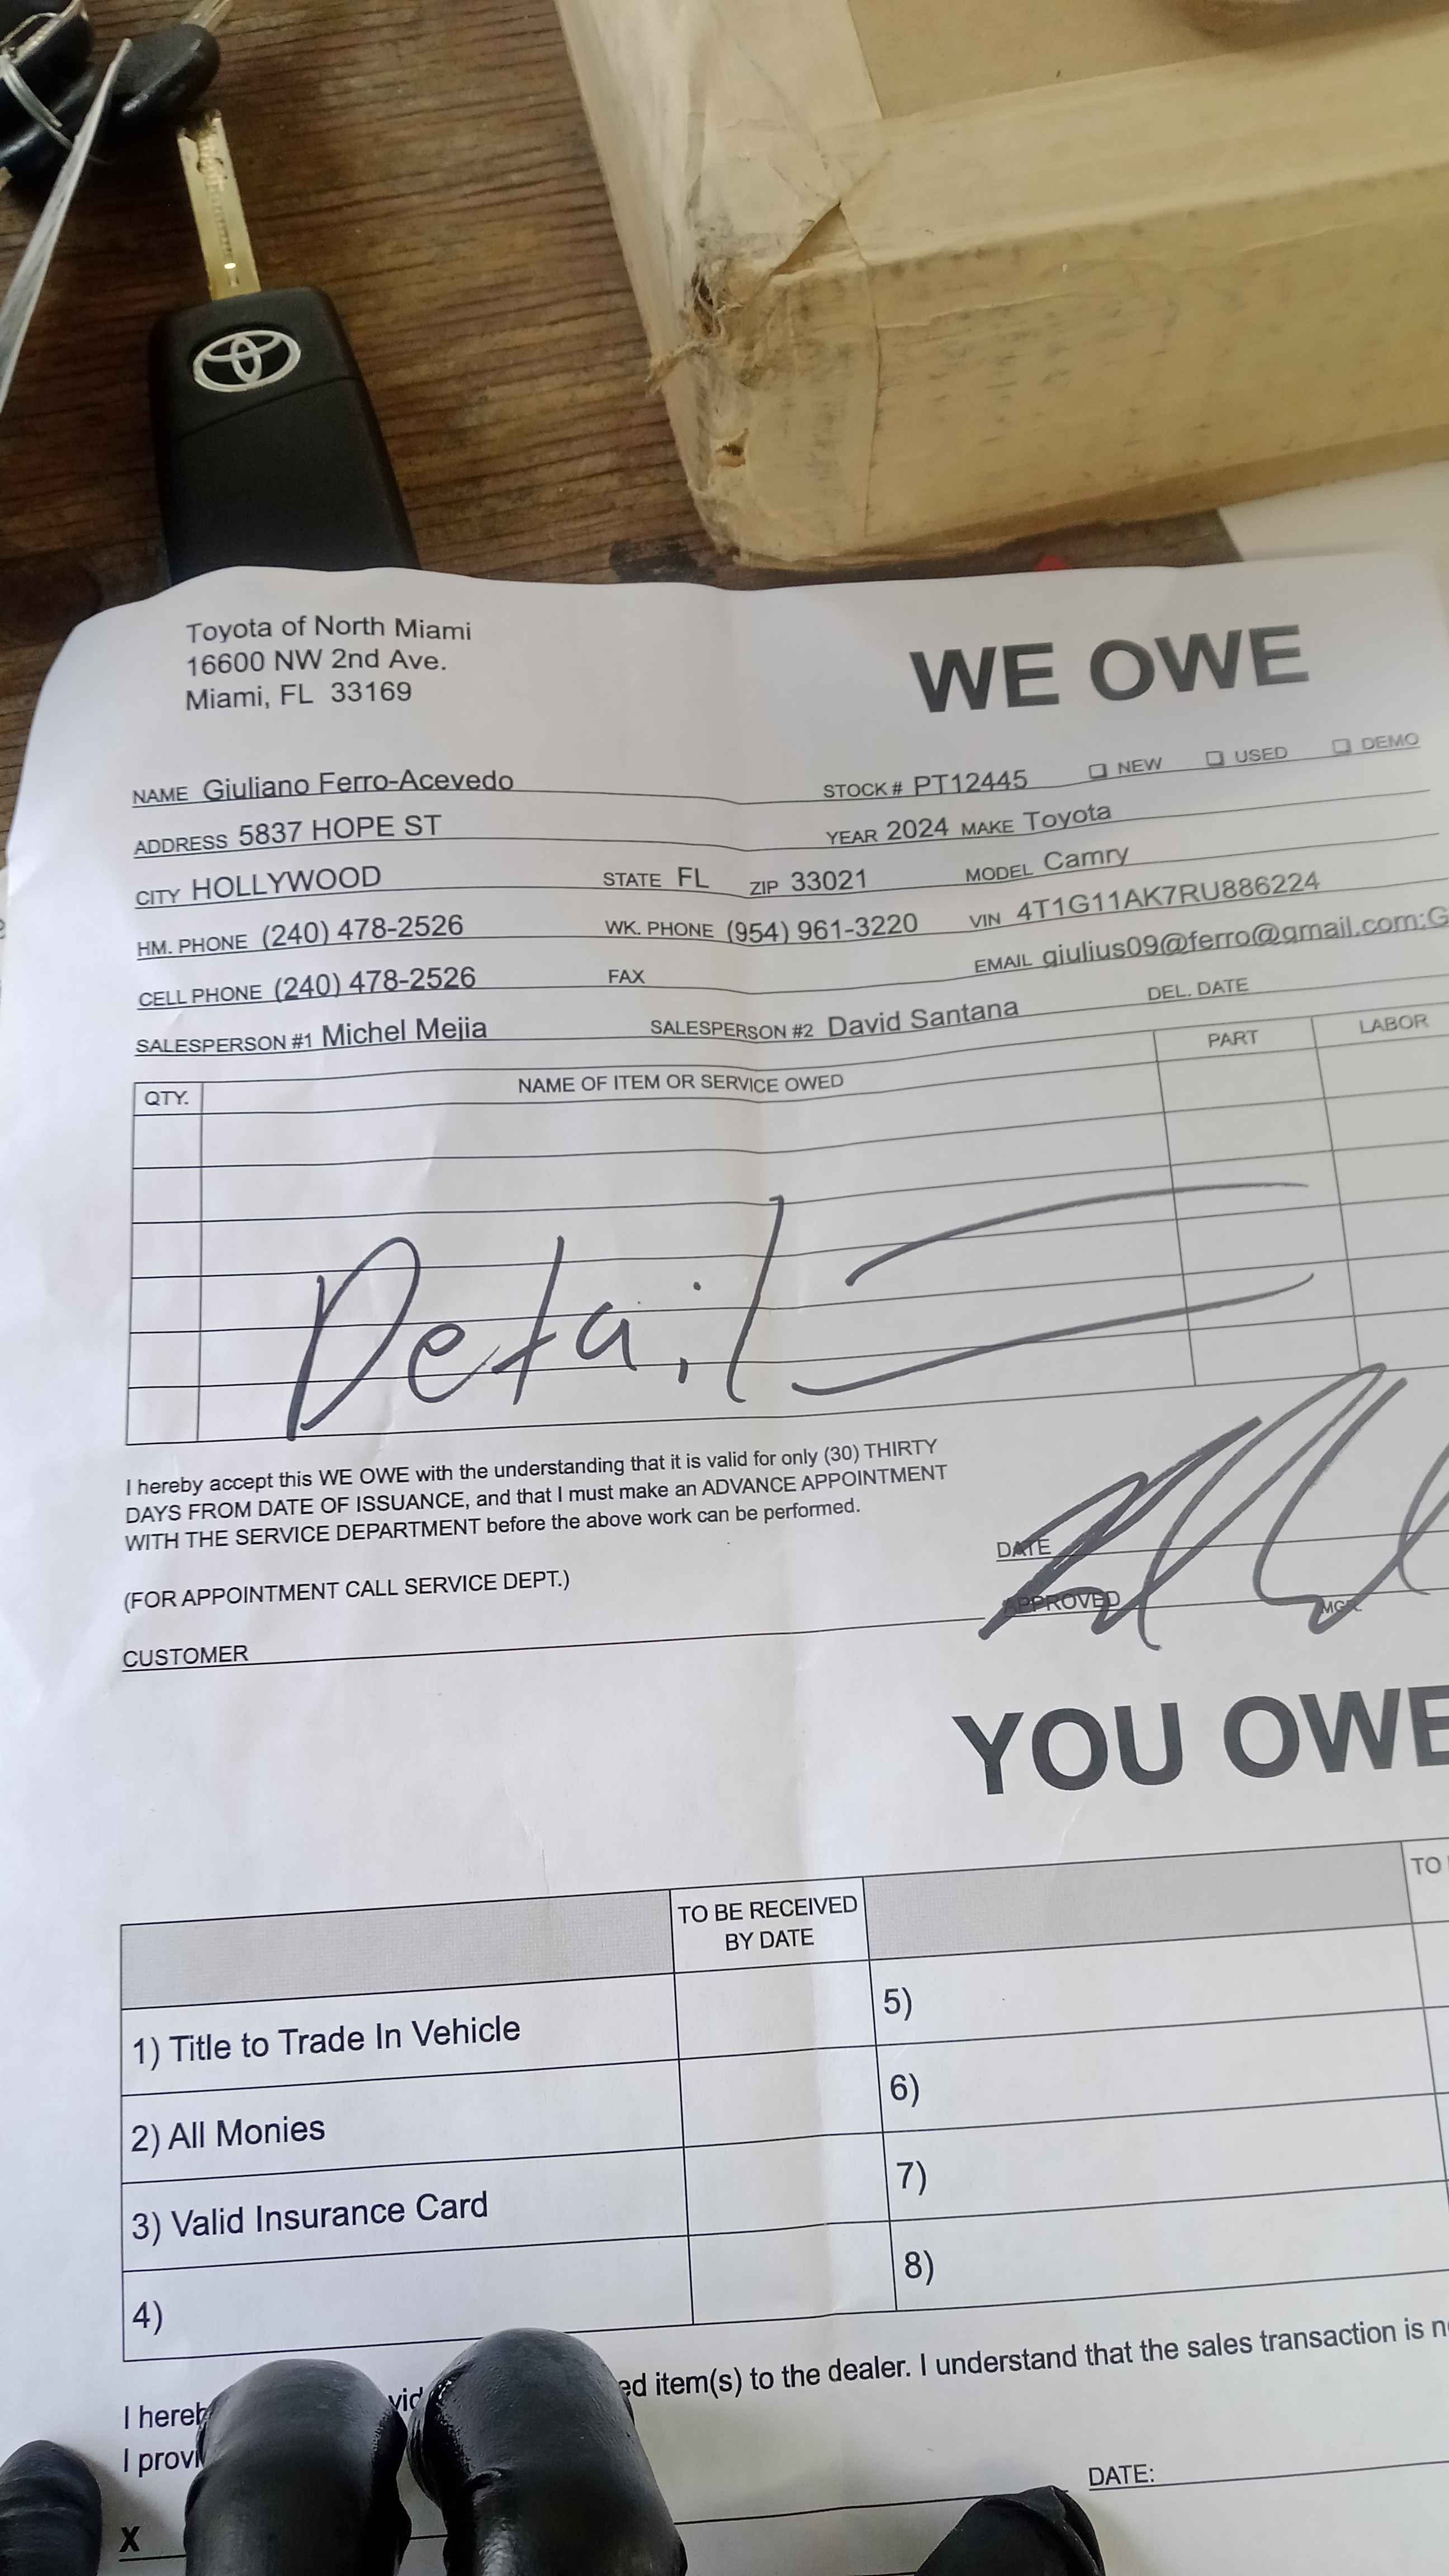 Toyota of North Miami
16600 NW 2nd Ave.
Miami, FL 33169
WE OWE
NAME Giuliano Ferro-Acevedo
STOCK # PT12445 NEW USED DEMO
ADDRESS 5837 HOPE ST
YEAR 2024 MAKE Toyota
CITY HOLLYWOOD STATE FL ZIP 33021 MODEL Camry
HM. PHONE (240) 478-2526 WK. PHONE (954) 961-3220 VIN 4T1G11AK7RU886224
CELL PHONE (240) 478-2526 FAX EMAIL giulius09@ferro@gmail.com;G
SALESPERSON #1 Michel Mejia SALESPERSON #2 David Santana DEL. DATE
QTY. NAME OF ITEM OR SERVICE OWED PART LABOR
Detail
I hereby accept this WE OWE with the understanding that it is valid for only (30) THIRTY
DAYS FROM DATE OF ISSUANCE, and that I must make an ADVANCE APPOINTMENT
WITH THE SERVICE DEPARTMENT before the above work can be performed.
DATE
(FOR APPOINTMENT CALL SERVICE DEPT.)
APPROVED MGR.
CUSTOMER
YOU OWE
TO BE RECEIVED
BY DATE
TO
1) Title to Trade In Vehicle 5)
2) All Monies 6)
3) Valid Insurance Card 7)
4) 8)
I hereb vid ed item(s) to the dealer. I understand that the sales transaction is n
I provi
X DATE: